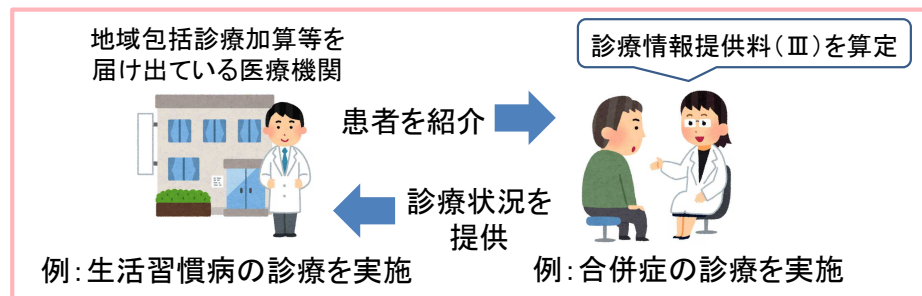 地域包括診療加算等を
届け出ている医療機関
診療情報提供料(Ⅲ)を算定
患者を紹介
診療状況を
提供
例:生活習慣病の診療を実施
例:合併症の診療を実施